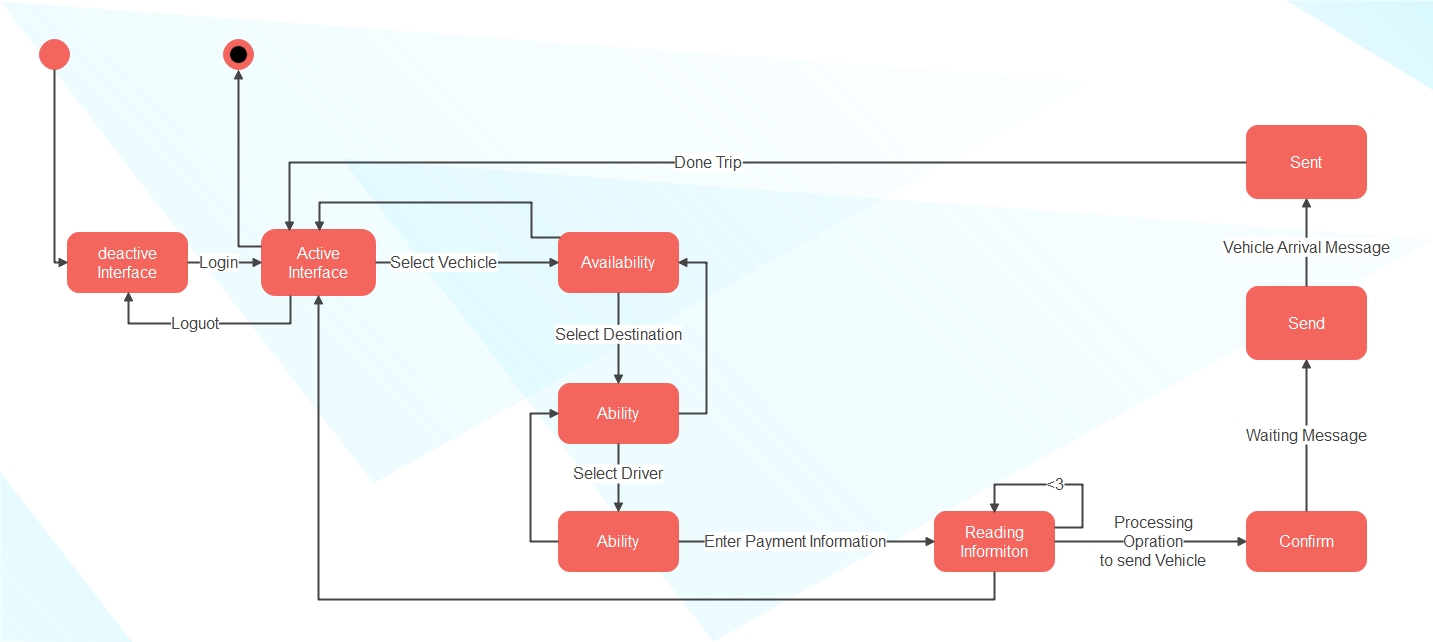 Sent
Done Trip
Vehicle Arrival Message
deactive
Interface
Login
Active
Interface
Select Vechicle
Availability
Loguot
Select Destination
Send
Ability
Waiting Message
Select Driver
<3
Ability
Enter Payment Information
Reading
Informiton
Processing
Opration
to send Vehicle
Confirm